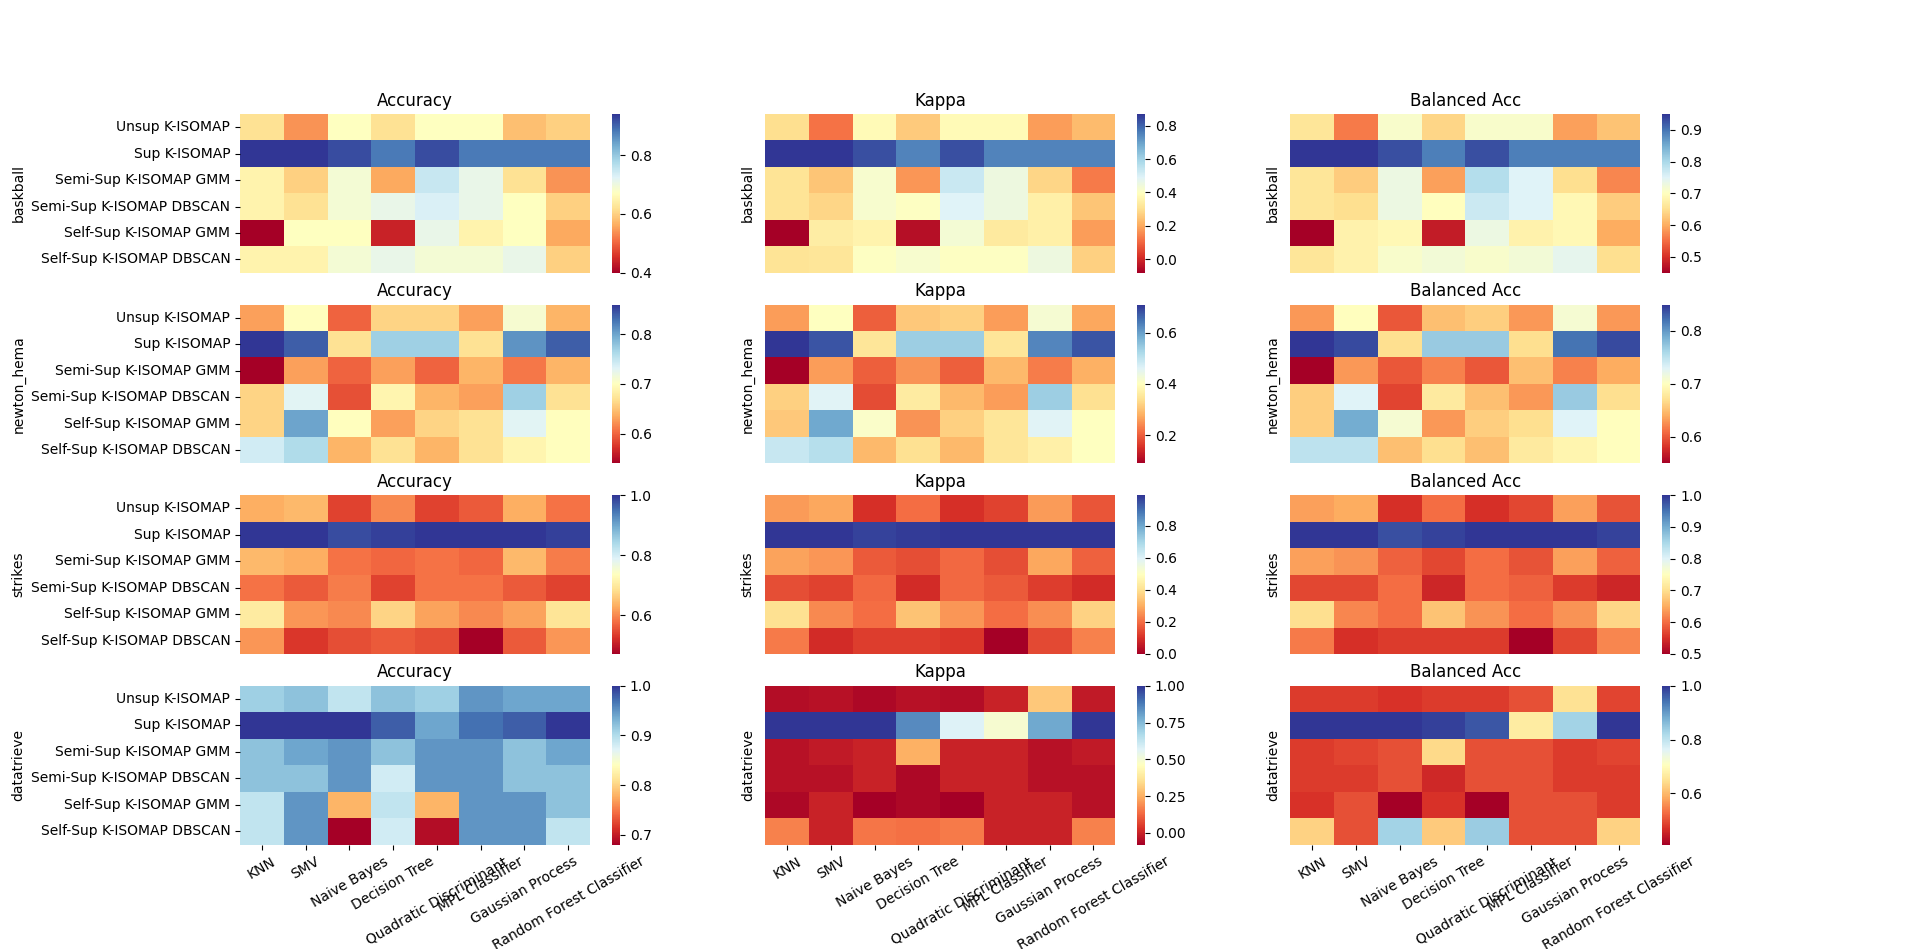 Accuracy
Kappa
Balanced Acc
baskball
Unsup K-ISOMAP
Sup K-ISOMAP
Semi-Sup K-ISOMAP GMM
Semi-Sup K-ISOMAP DBSCAN
Self-Sup K-ISOMAP GMM
Self-Sup K-ISOMAP DBSCAN
0.8
0.6
0.4
baskball
0.8
0.6
0.4
0.2
0.0
baskball
0.9
0.8
0.7
0.6
0.5
Accuracy
Kappa
Balanced Acc
newton_hema
Unsup K-ISOMAP
Sup K-ISOMAP
Semi-Sup K-ISOMAP GMM
Semi-Sup K-ISOMAP DBSCAN
Self-Sup K-ISOMAP GMM
Self-Sup K-ISOMAP DBSCAN
0.8
0.7
0.6
newton_hema
0.6
0.4
0.2
newton_hema
0.8
0.7
0.6
Accuracy
Kappa
Balanced Acc
strikes
Unsup K-ISOMAP
Sup K-ISOMAP
Semi-Sup K-ISOMAP GMM
Semi-Sup K-ISOMAP DBSCAN
Self-Sup K-ISOMAP GMM
Self-Sup K-ISOMAP DBSCAN
1.0
0.8
0.6
strikes
0.8
0.6
0.4
0.2
0.0
strikes
1.0
0.9
0.8
0.7
0.6
0.5
Accuracy
Kappa
Balanced Acc
datatrieve
Unsup K-ISOMAP
Sup K-ISOMAP
Semi-Sup K-ISOMAP GMM
Semi-Sup K-ISOMAP DBSCAN
Self-Sup K-ISOMAP GMM
Self-Sup K-ISOMAP DBSCAN
1.0
0.9
0.8
0.7
datatrieve
1.00
0.75
0.50
0.25
0.00
datatrieve
1.0
0.8
0.6
KNN
SMV
Naive Bayes
Decision Tree
Quadratic Discriminant
MPL Classifier
Gaussian Process
Random Forest Classifier
KNN
SMV
Naive Bayes
Decision Tree
Quadratic Discriminant
MPL Classifier
Gaussian Process
Random Forest Classifier
KNN
SMV
Naive Bayes
Decision Tree
Quadratic Discriminant
MPL Classifier
Gaussian Process
Random Forest Classifier